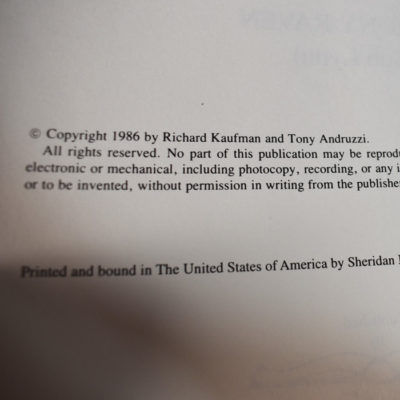 © Copyright 1986 by Richard Kaufman and Tony Andruzzi.
All rights reserved. No part of this publication may be reprodu
electronic or mechanical, including photocopy, recording, or any i
or to be invented, without permission in writing from the publishe
Printed and bound in The United States of America by Sheridan